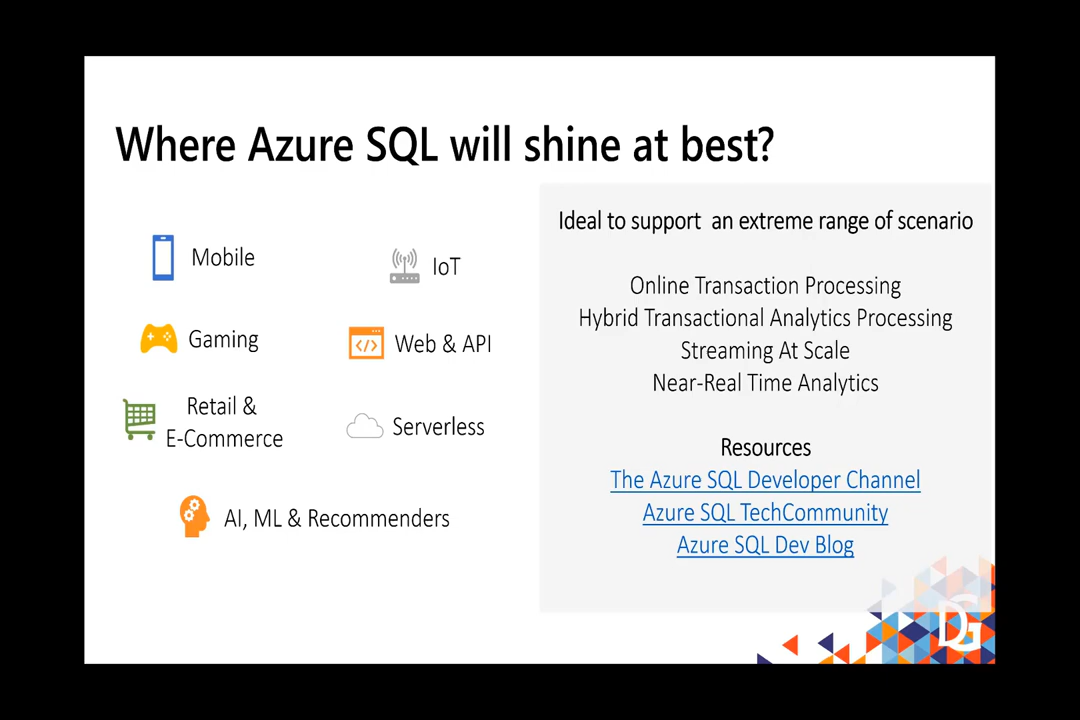 Where Azure SQL will shine at best?
Mobile
IoT
Gaming
Web & API
Retail &
E-Commerce
Serverless
AI, ML & Recommenders
Ideal to support  an extreme range of scenario
Online Transaction Processing
Hybrid Transactional Analytics Processing
Streaming At Scale
Near-Real Time Analytics
Resources
The Azure SQL Developer Channel
Azure SQL TechCommunity
Azure SQL Dev Blog
DG